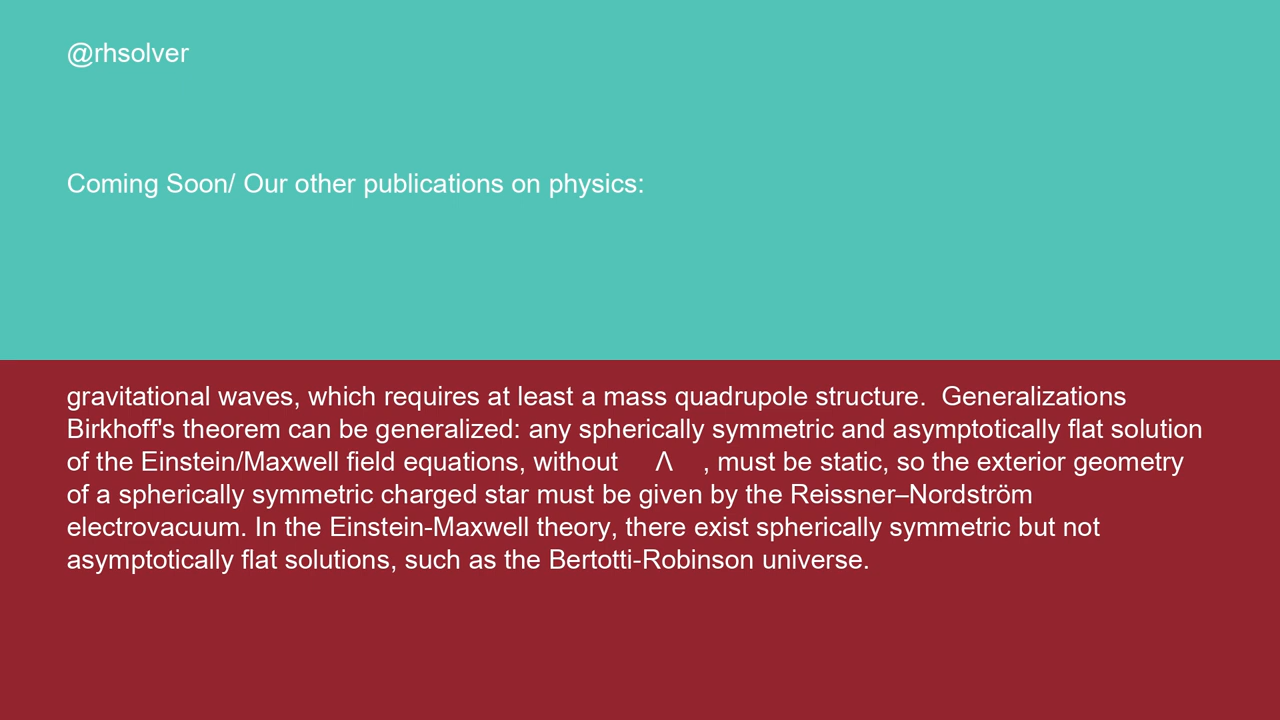 @rhsolver
Coming Soon/ Our other publications on physics:
gravitational waves, which requires at least a mass quadrupole structure.  Generalizations
Birkhoff's theorem can be generalized: any spherically symmetric and asymptotically flat solution
of the Einstein/Maxwell field equations, without Λ , must be static, so the exterior geometry
of a spherically symmetric charged star must be given by the Reissner–Nordström
electrovacuum. In the Einstein-Maxwell theory, there exist spherically symmetric but not
asymptotically flat solutions, such as the Bertotti-Robinson universe.